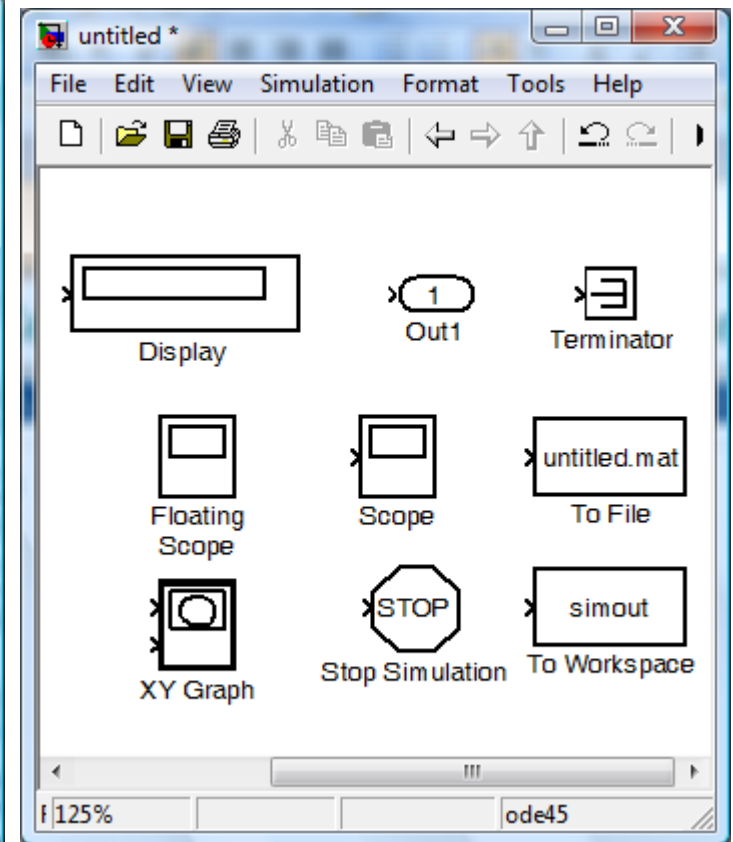 untitled *
File Edit View Simulation Format Tools Help
Display
1
Out1
Terminator
Floating
Scope
Scope
untitled.mat
To File
XY Graph
STOP
Stop Simulation
simout
To Workspace
125%
ode45